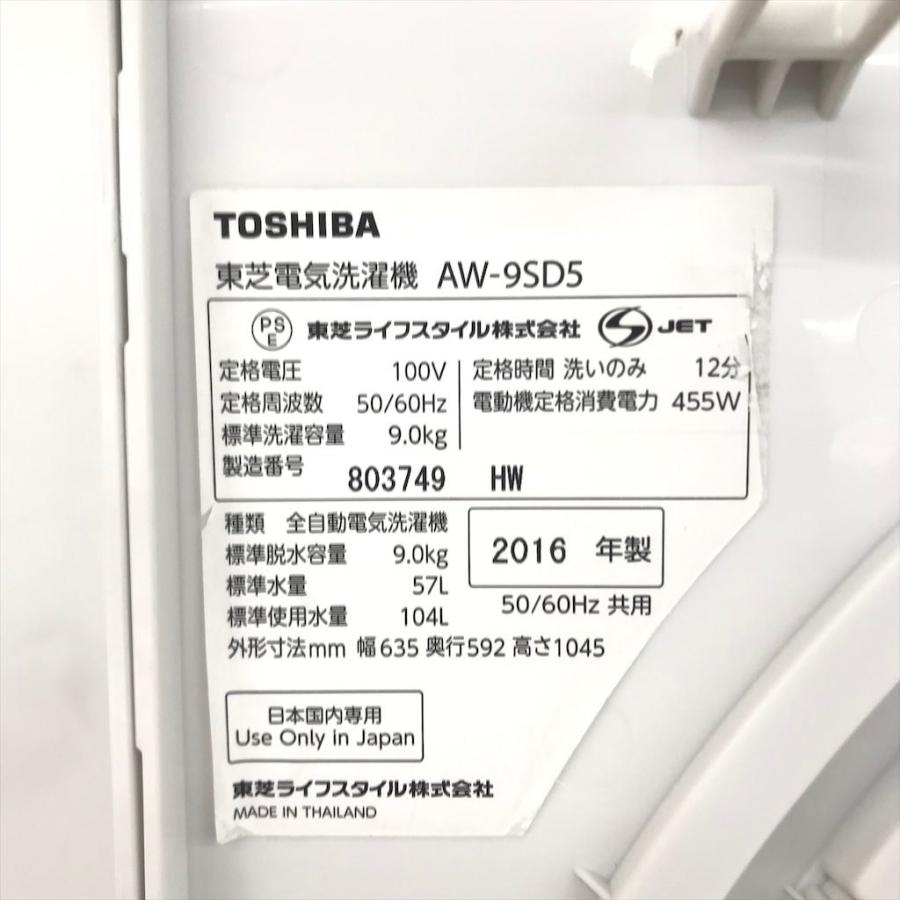 TOSHIBA
東芝電気洗濯機 AW-9SD5
PS E 東芝ライフスタイル株式会社 S JET
定格電圧 100V 定格時間 洗いのみ 12分
定格周波数 50/60Hz 電動機定格消費電力 455W
標準洗濯容量 9.0kg
製造番号 803749 HW
種類 全自動電気洗濯機
標準脱水容量 9.0kg 2016 年製
標準水量 57L
標準使用水量 104L 50/60Hz 共用
外形寸法mm 幅635 奥行592 高さ1045
日本国内専用
Use Only in Japan
東芝ライフスタイル株式会社
MADE IN THAILAND